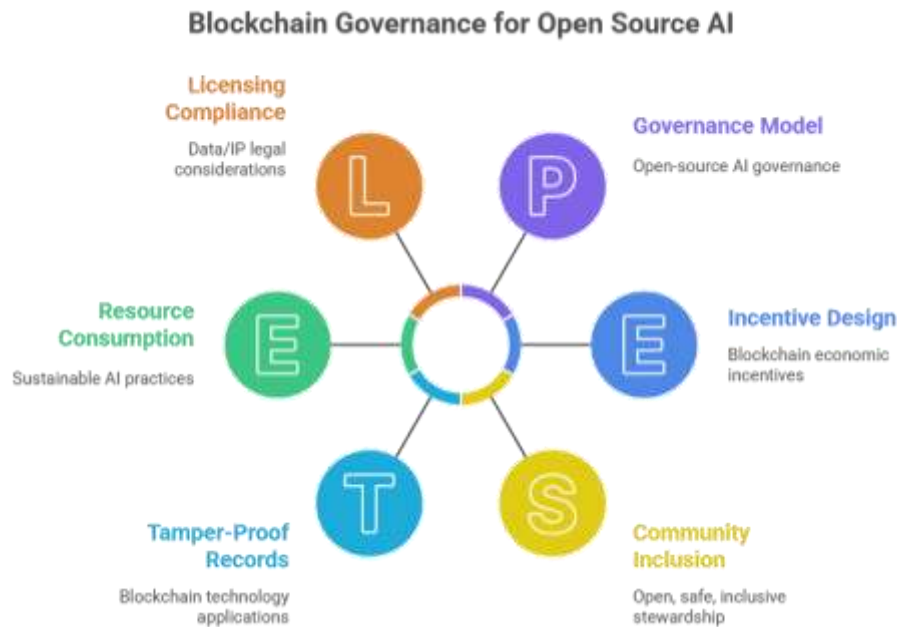 Blockchain Governance for Open Source AI
Licensing
Compliance
Data/IP legal
considerations
L
P
Governance Model
Open-source AI governance
Resource
Consumption
Sustainable AI practices
E
E
Incentive Design
Blockchain economic
incentives
T
Tamper-Proof
Records
Blockchain technology
applications
S
Community
Inclusion
Open, safe, inclusive
stewardship